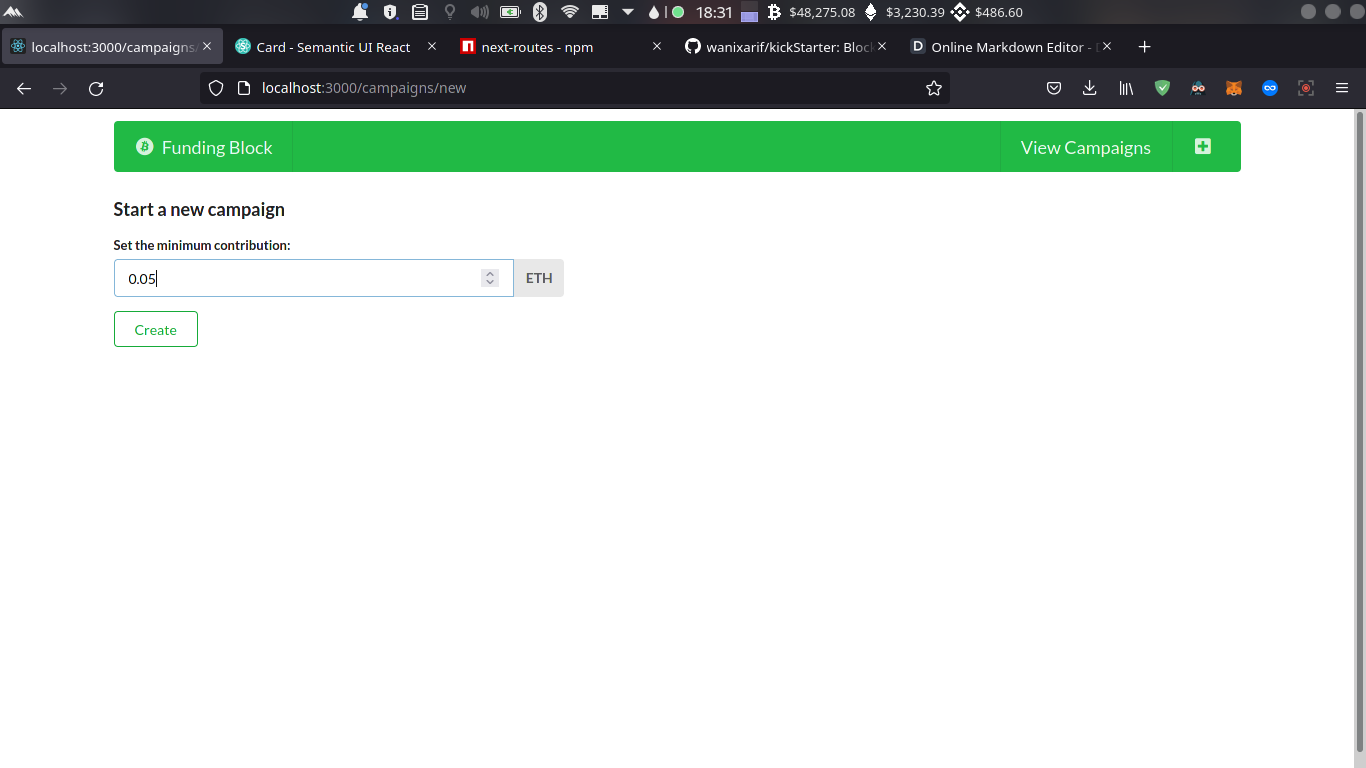 18:31 $48,275.08 $3,230.39 $486.60
localhost:3000/campaigns
Card - Semantic UI React
next-routes - npm
wanixarif/kickStarter: Bloc
Online Markdown Editor -
localhost:3000/campaigns/new
Funding Block
View Campaigns
Start a new campaign
Set the minimum contribution:
0.05
ETH
Create